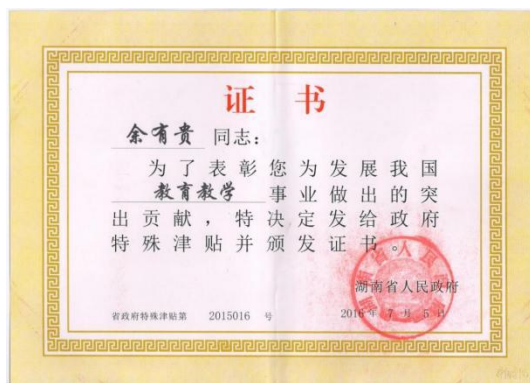 证书
余有贵 同志：
为了表彰您为发展我国
教育教学 事业做出的突
出贡献，特决定发给政府
特殊津贴并颁发证书。
湖南省人民政府
省政府特殊津贴第 2015016 号 2016年7月5日